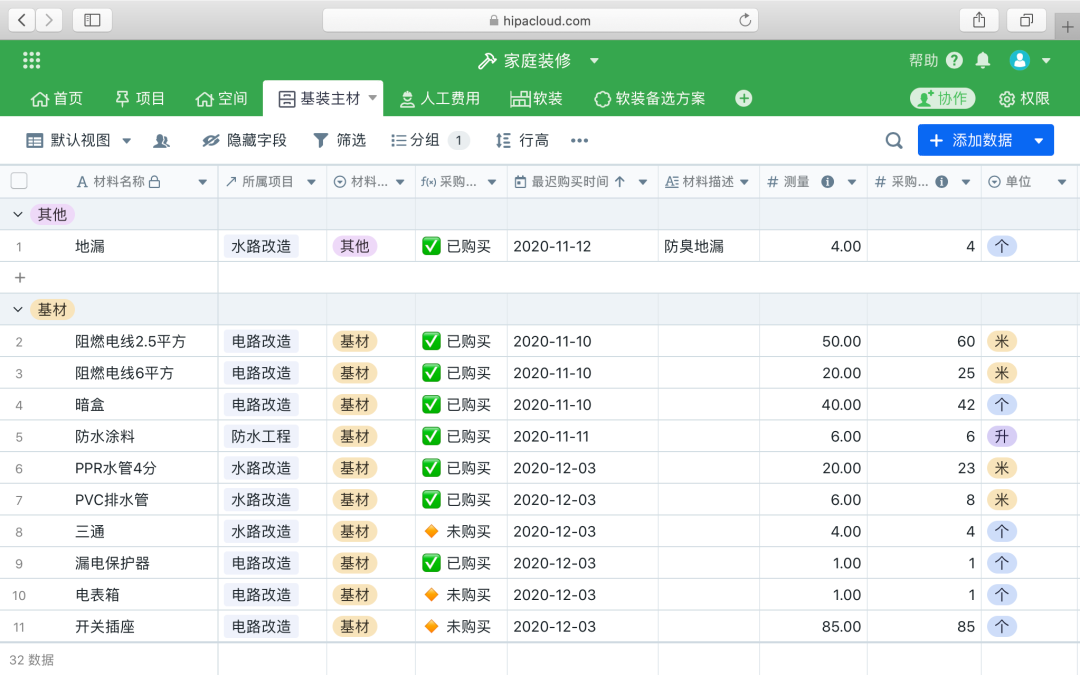 hipacloud.com
家庭装修
帮助
首页 项目 空间 基装主材 人工费用 软装 软装备选方案 协作 权限
默认视图 隐藏字段 筛选 分组 1 行高 添加数据
A 材料名称 所属项目 材料... f(x) 采购... 最迟购买时间 材料描述 # 测量 # 采购... 单位
其他
1 地漏 水路改造 其他 ✅ 已购买 2020-11-12 防臭地漏 4.00 4 个
+
基材
2 阻燃电线2.5平方 电路改造 基材 ✅ 已购买 2020-11-10 50.00 60 米
3 阻燃电线6平方 电路改造 基材 ✅ 已购买 2020-11-10 20.00 25 米
4 暗盒 电路改造 基材 ✅ 已购买 2020-11-10 40.00 42 个
5 防水涂料 防水工程 基材 ✅ 已购买 2020-11-11 6.00 6 升
6 PPR水管4分 水路改造 基材 ✅ 已购买 2020-12-03 20.00 23 米
7 PVC排水管 水路改造 基材 ✅ 已购买 2020-12-03 6.00 8 米
8 三通 水路改造 基材 🔸 未购买 2020-12-03 4.00 4 个
9 漏电保护器 电路改造 基材 ✅ 已购买 2020-12-03 1.00 1 个
10 电表箱 电路改造 基材 🔸 未购买 2020-12-03 1.00 1 个
11 开关插座 电路改造 基材 🔸 未购买 2020-12-03 85.00 85 个
32 数据